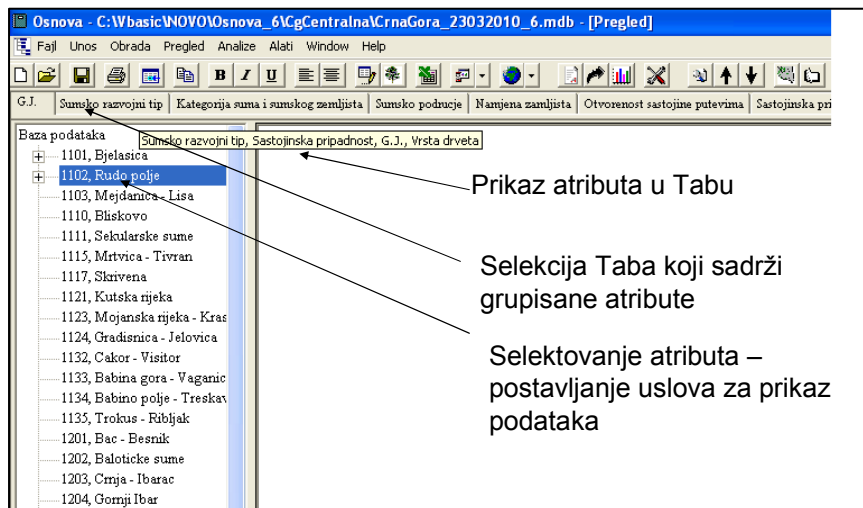 Osnova - C:\Vbasic\NOVO\Osnova_6\CgCentralna\CrnaGora_23032010_6.mdb - [Pregled]
Fajl Unos Obrada Pregled Analize Alati Window Help
B I U
G.J. Sumsko razvojni tip Kategorija suma i sumskog zemljista Sumsko podrucje Namjena zamljista Otvorenost sastojine putevima Sastojinska pri
Baza podataka
Sumsko razvojni tip, Sastojinska pripadnost, G.J., Vrsta drveta
1101, Bjelasica
1102, Rudo polje
1103, Mejdanica - Lisa
1110, Bliskovo
1111, Sekularske sume
1115, Mrtvica - Tivran
1117, Skrivena
1121, Kutska rijeka
1123, Mojanska rijeka - Kras
1124, Gradisnica - Jelovica
1132, Cakor - Visitor
1133, Babina gora - Vaganic
1134, Babino polje - Treskav
1135, Trokus - Ribljak
1201, Bac - Besnik
1202, Baloticke sume
1203, Crnja - Ibarac
1204, Gornji Ibar
Prikaz atributa u Tabu
Selekcija Taba koji sadrži
grupisane atribute
Selektovanje atributa –
postavljanje uslova za prikaz
podataka